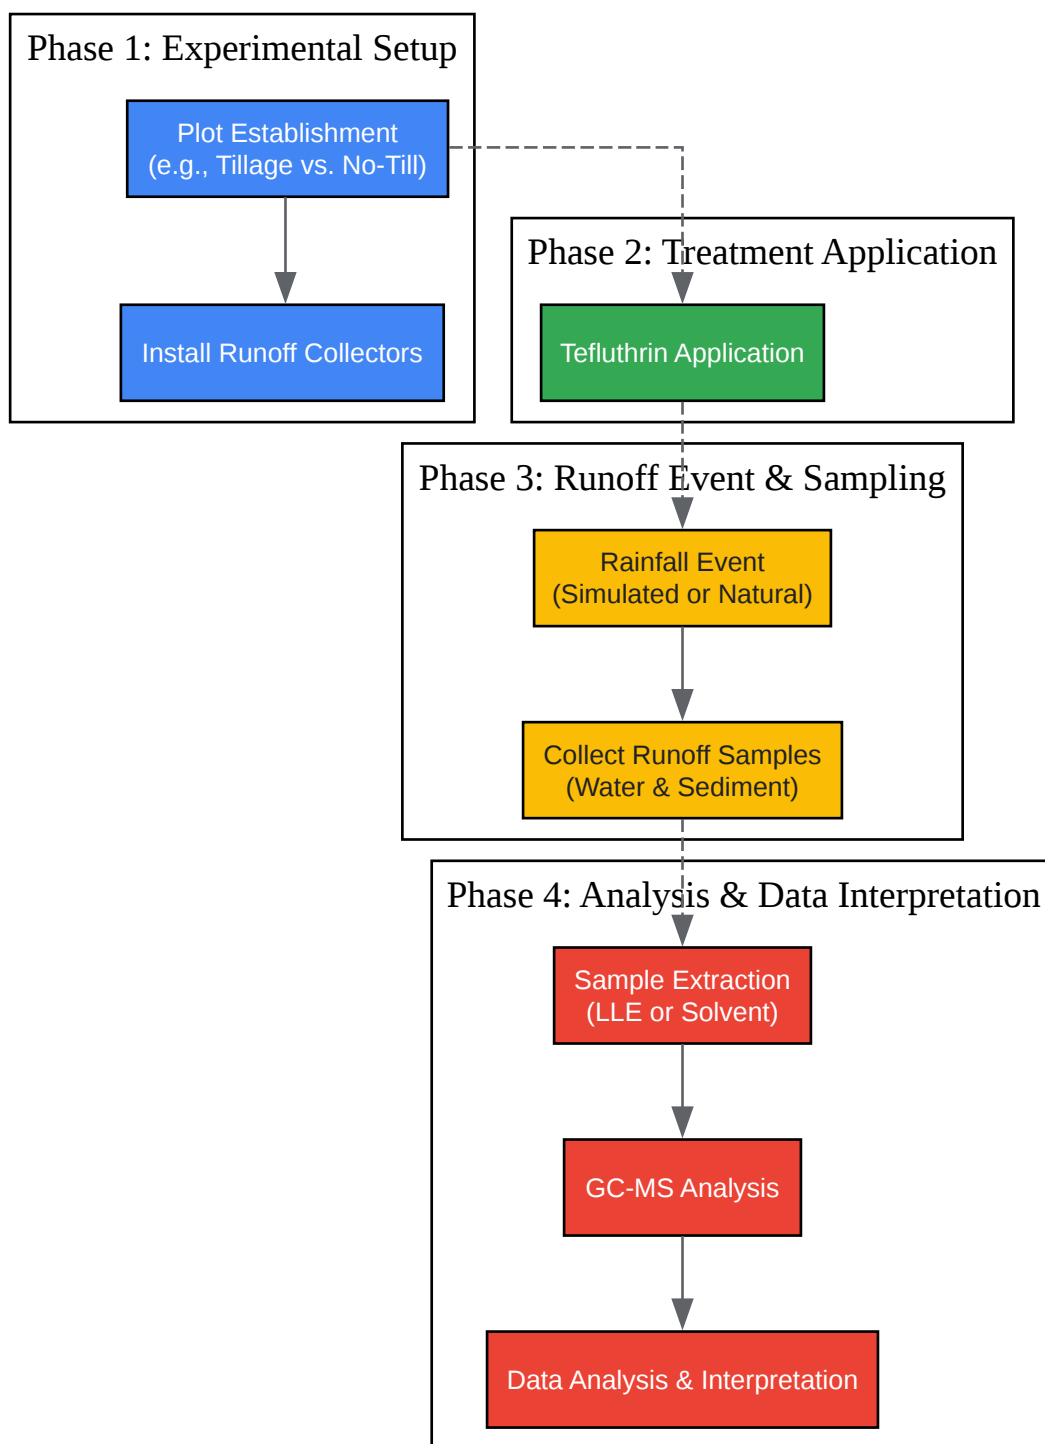 Phase 1: Experimental Setup
Plot Establishment
(e.g., Tillage vs. No-Till)
Install Runoff Collectors
Phase 2: Treatment Application
Tefluthrin Application
Phase 3: Runoff Event & Sampling
Rainfall Event
(Simulated or Natural)
Collect Runoff Samples
(Water & Sediment)
Phase 4: Analysis & Data Interpretation
Sample Extraction
(LLE or Solvent)
GC-MS Analysis
Data Analysis & Interpretation